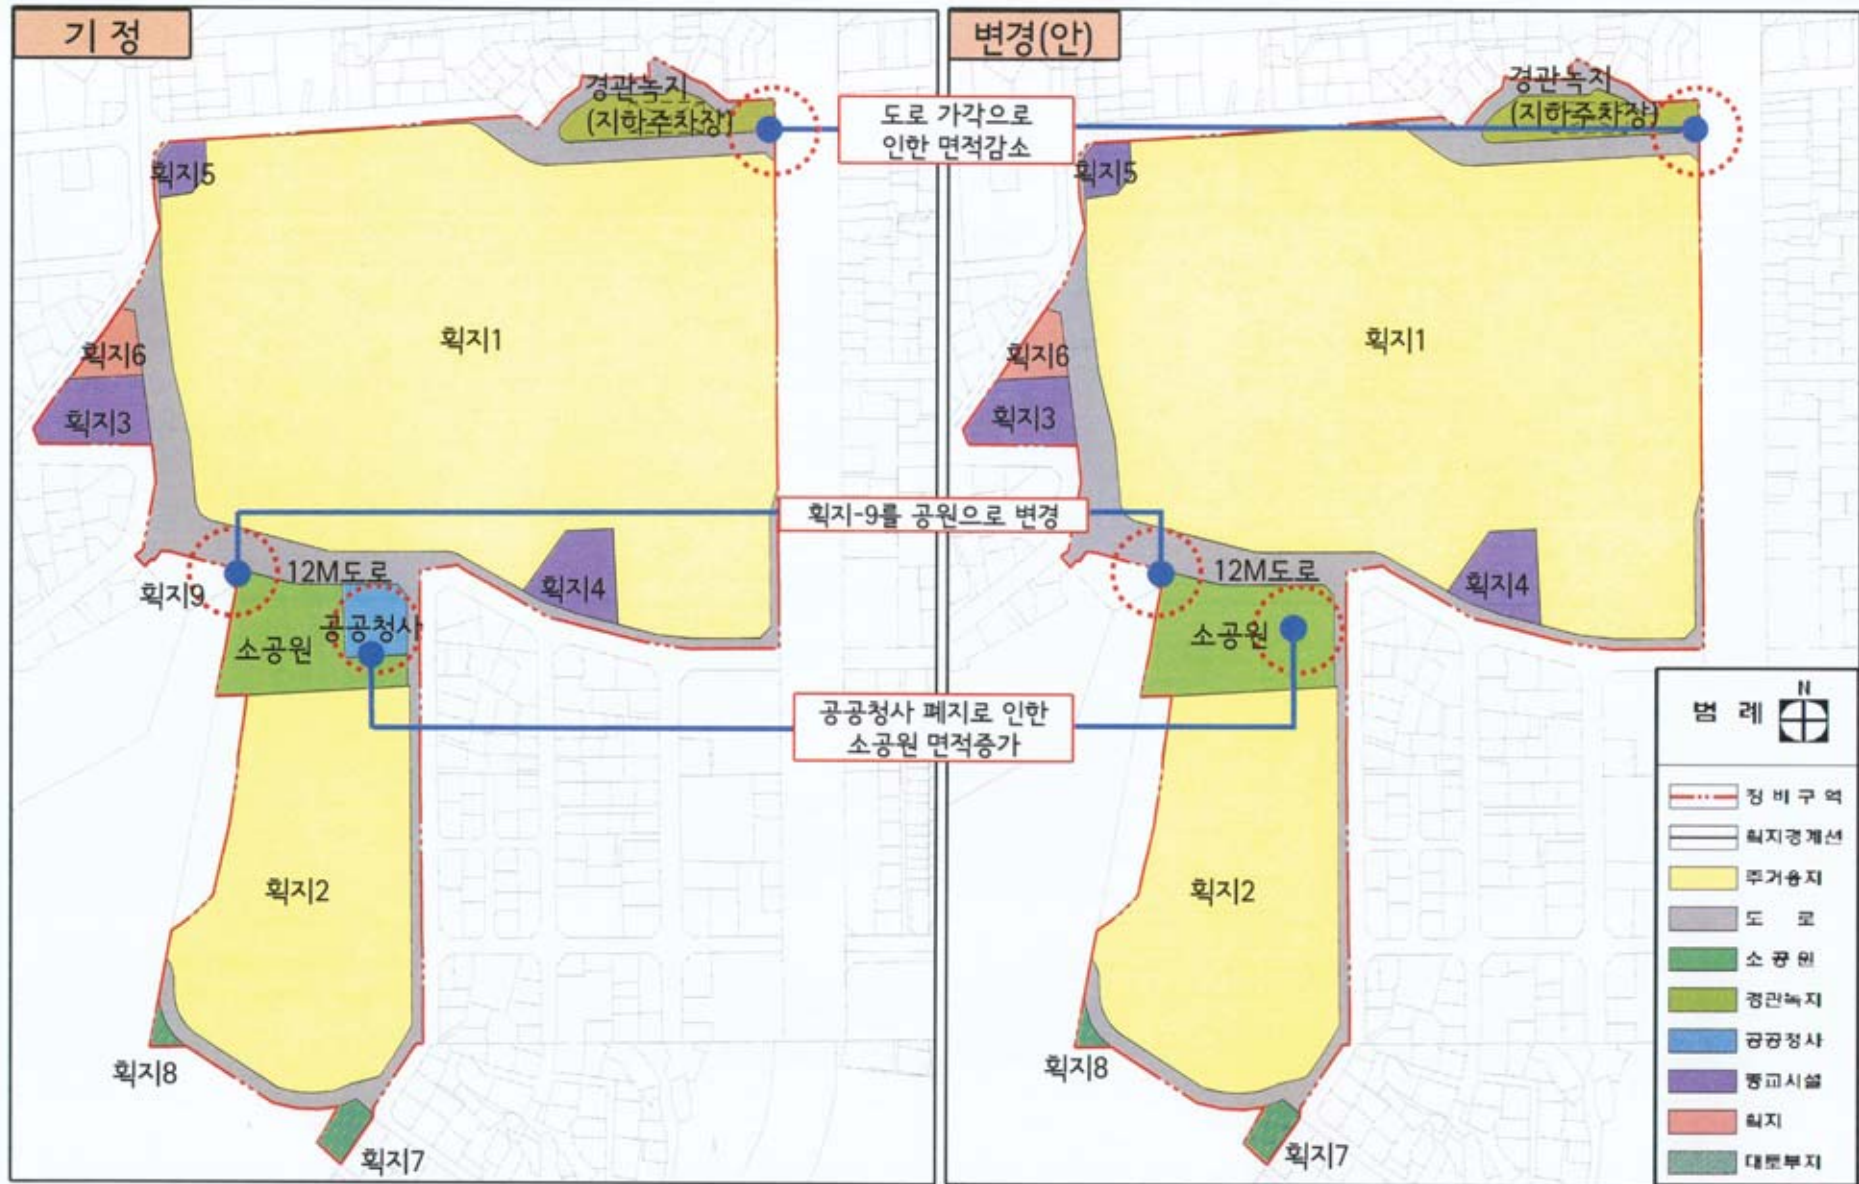 기 정
경관녹지
(지하주차장)
획지5
획지1
획지6
획지3
획지9
12M도로
획지4
공공청사
소공원
획지2
획지8
획지7
도로 가각으로
인한 면적감소
획지-9를 공원으로 변경
공공청사 폐지로 인한
소공원 면적증가
변경(안)
경관녹지
(지하주차장)
획지5
획지1
획지6
획지3
12M도로
획지4
소공원
획지2
획지8
획지7
범 례
N
정 비 구 역
획지경계선
주거용지
도 로
소 공 원
경관녹지
공공청사
종교시설
획지
대토부지